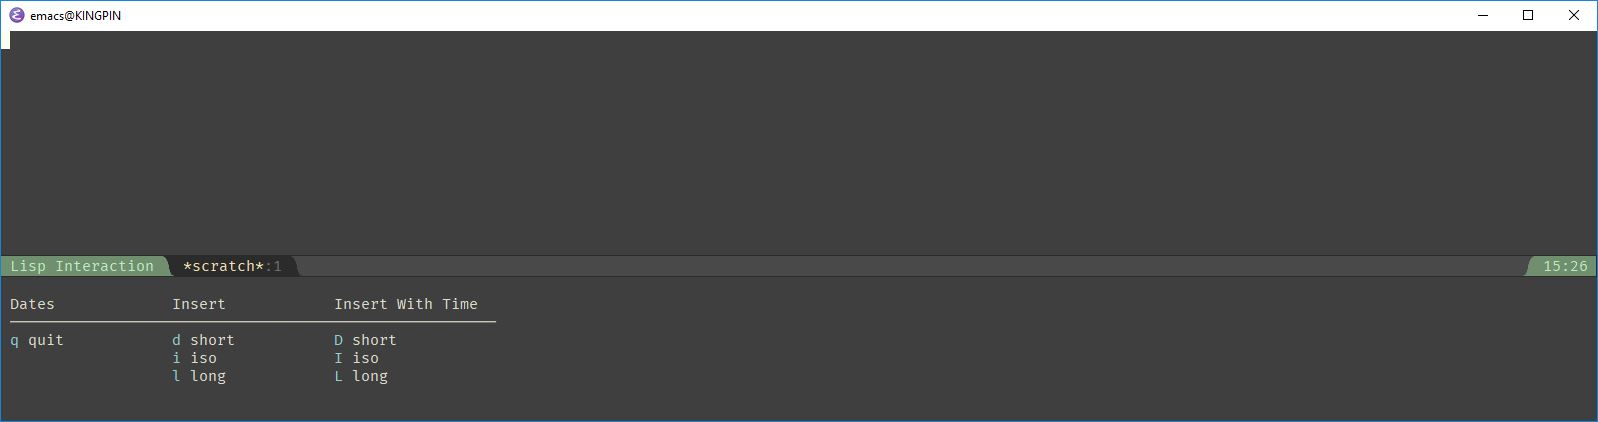 emacs@KINGPIN
Lisp Interaction *scratch*:1 15:26
Dates Insert Insert With Time
q quit d short D short
i iso I iso
l long L long